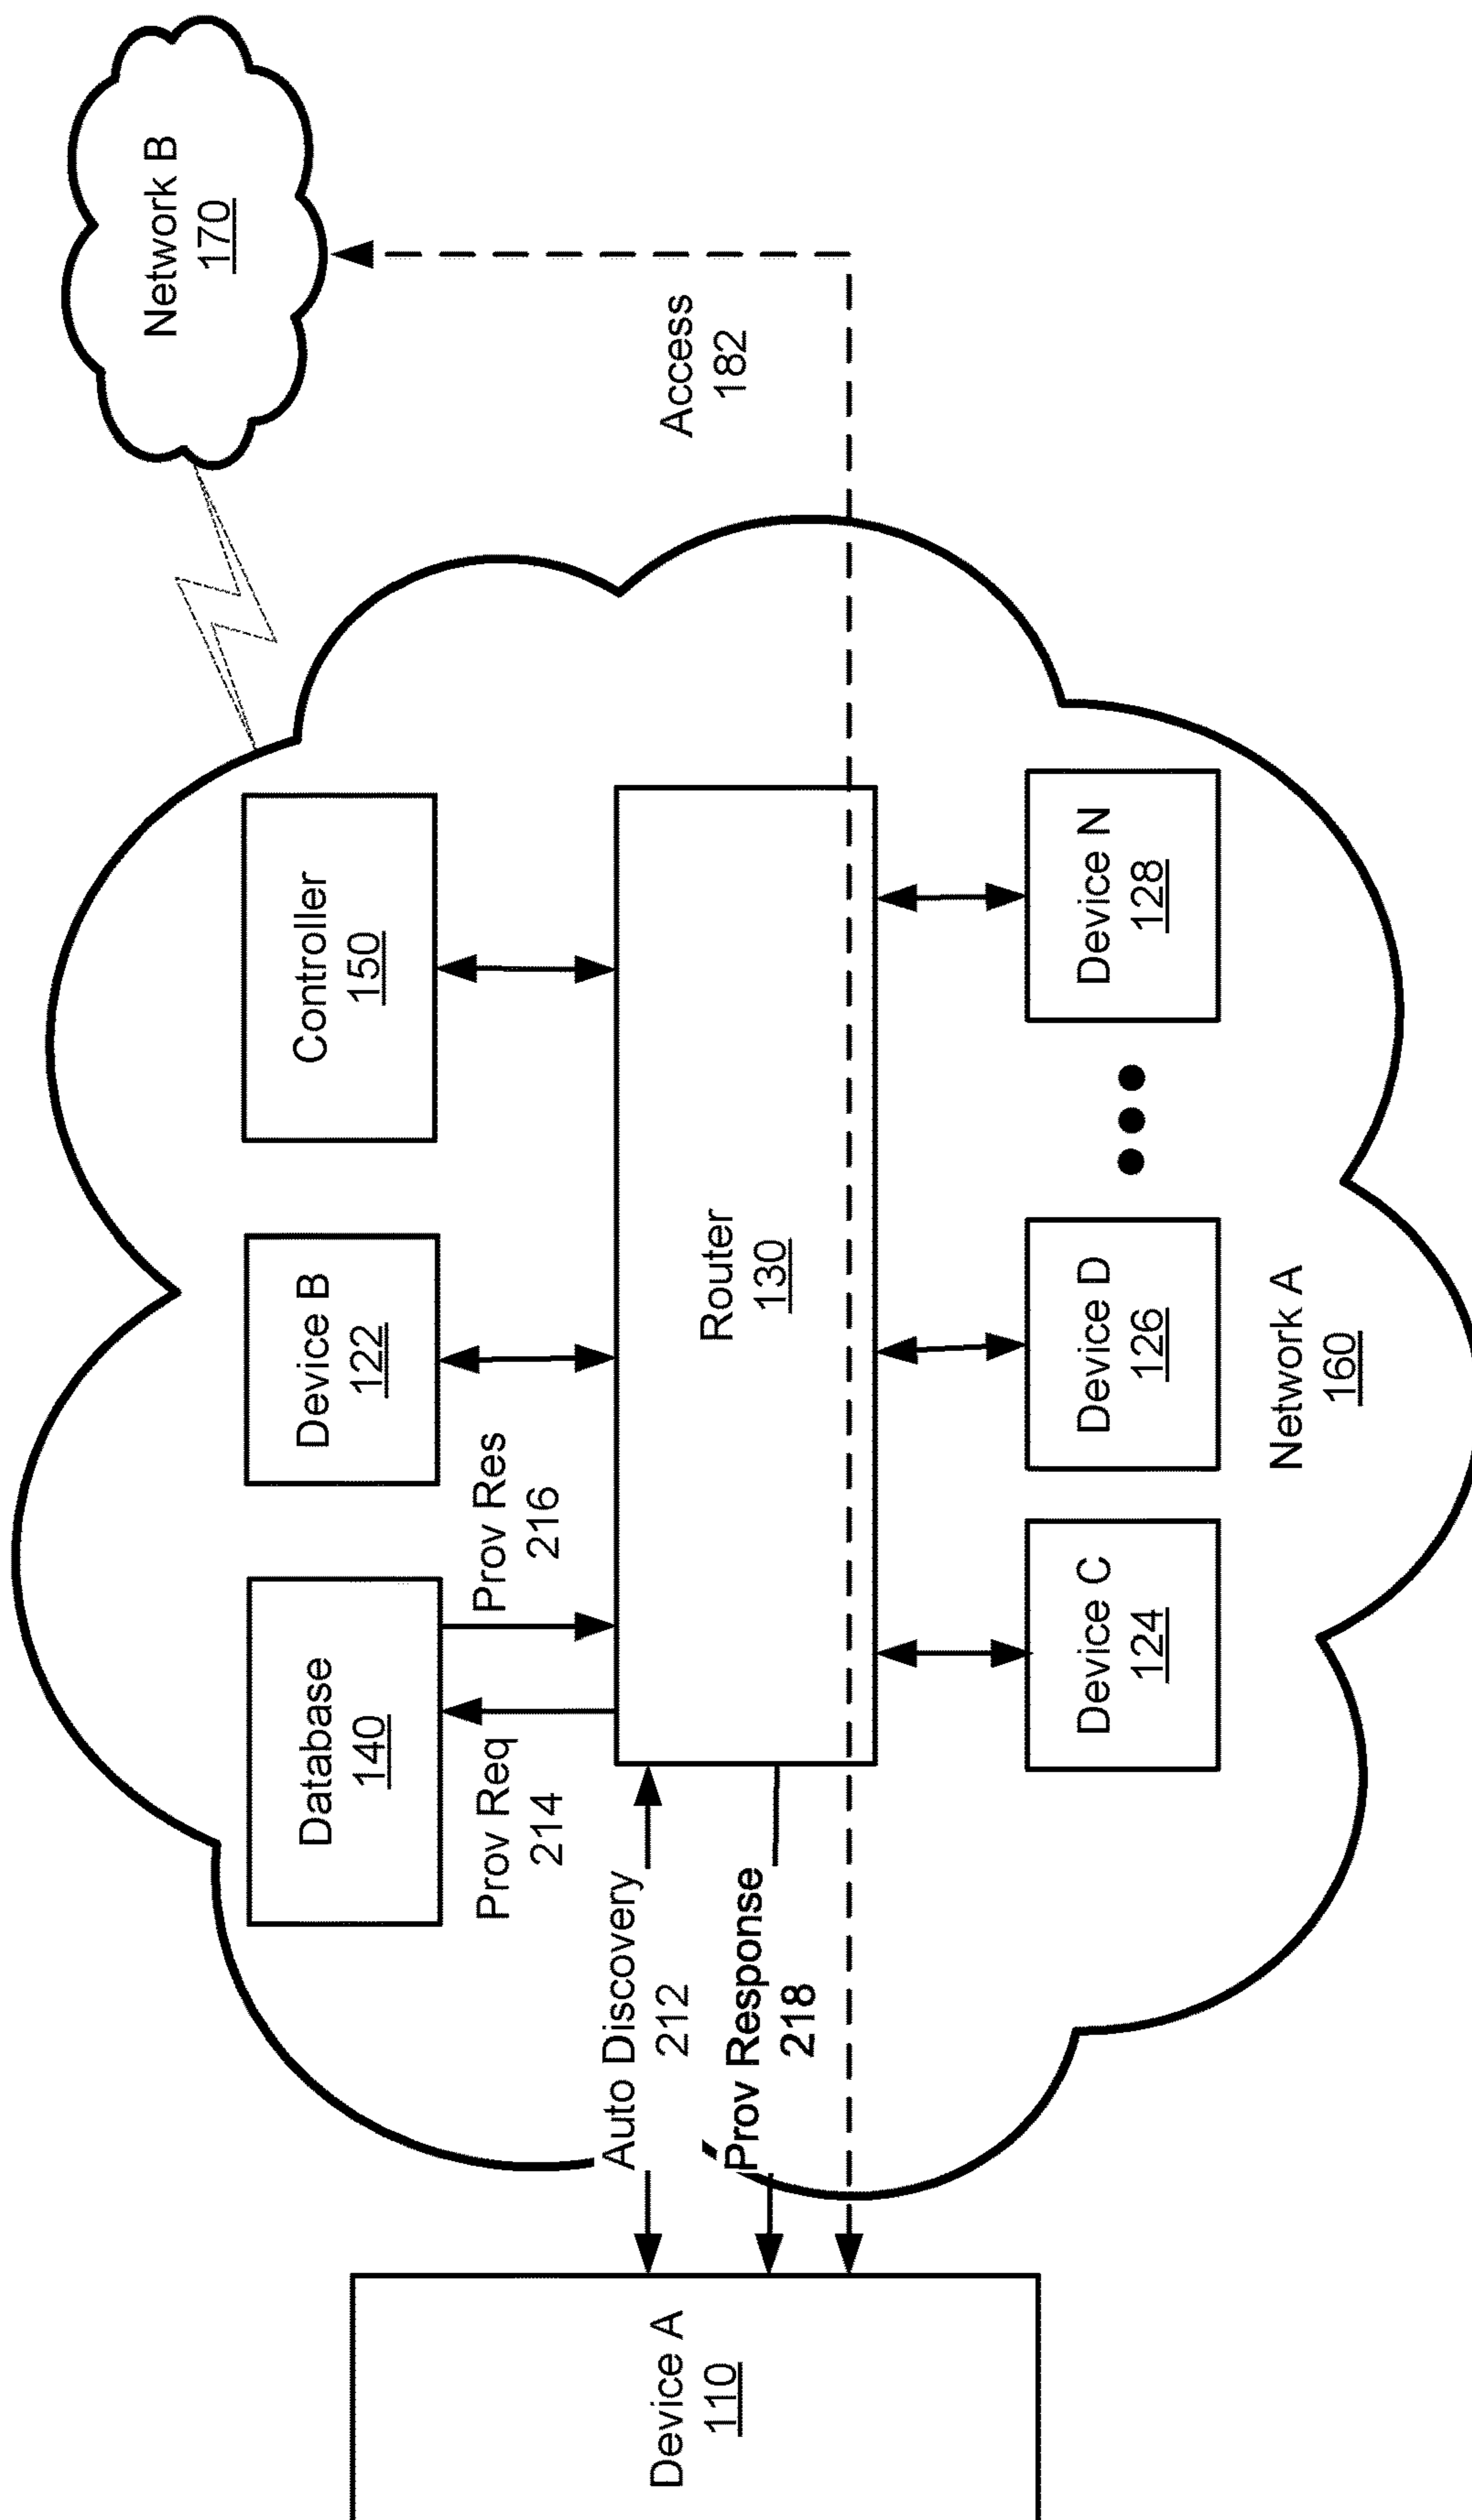 Device A
110
Auto Discovery
212
Prov Response
218
Database
140
Prov Req
214
Prov Res
216
Device B
122
Controller
150
Router
130
Device C
124
Device D
126
Device N
128
Network A
160
Access
182
Network B
170